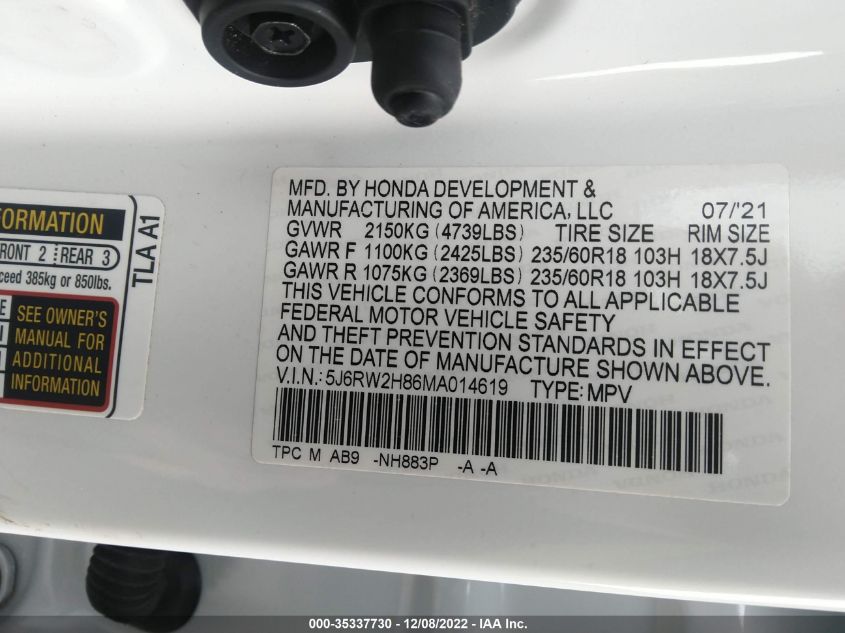 MFD. BY HONDA DEVELOPMENT &
MANUFACTURING OF AMERICA, LLC 07/'21
GVWR 2150KG (4739LBS) TIRE SIZE RIM SIZE
GAWR F 1100KG (2425LBS) 235/60R18 103H 18X7.5J
GAWR R 1075KG (2369LBS) 235/60R18 103H 18X7.5J
THIS VEHICLE CONFORMS TO ALL APPLICABLE
FEDERAL MOTOR VEHICLE SAFETY
AND THEFT PREVENTION STANDARDS IN EFFECT
ON THE DATE OF MANUFACTURE SHOWN ABOVE.
V.I.N.: 5J6RW2H86MA014619 TYPE: MPV
TPC M AB9 -NH883P -A -A
FORMATION
FRONT 2 REAR 3
ceed 385kg or 850lbs.
SEE OWNER'S
MANUAL FOR
ADDITIONAL
INFORMATION
TLA A1
000-35337730 - 12/08/2022 - IAA Inc.